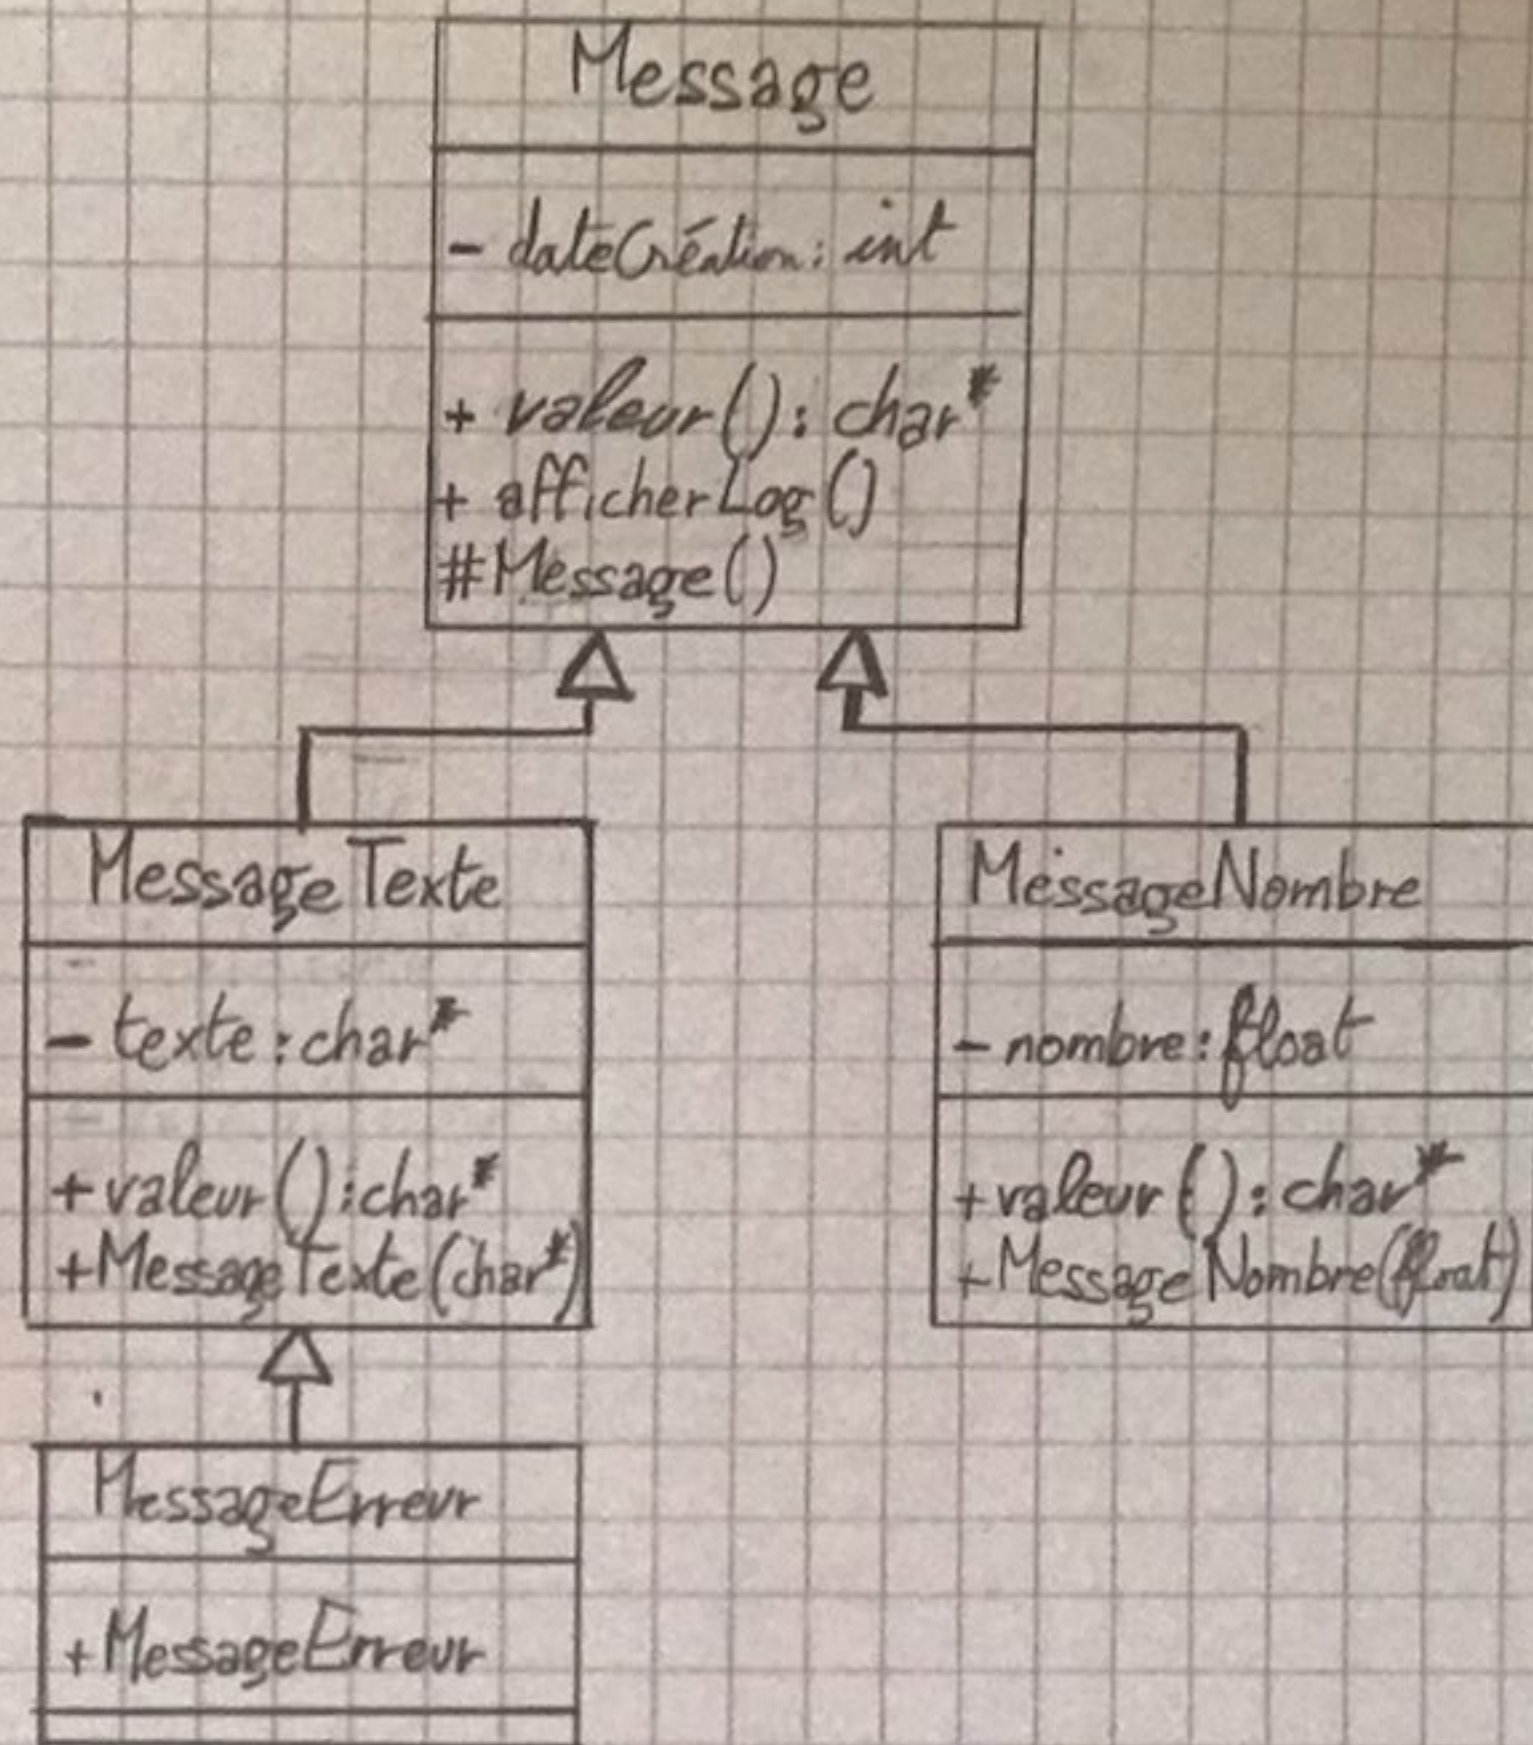 Message
- dateCréation: int
+ valeur(): char*
+ afficherLog()
#Message()
MessageTexte
- texte: char*
+valeur(): char*
+MessageTexte(char*)
MessageNombre
- nombre: float
+valeur(): char*
+MessageNombre(float)
MessageErreur
+MessageErreur